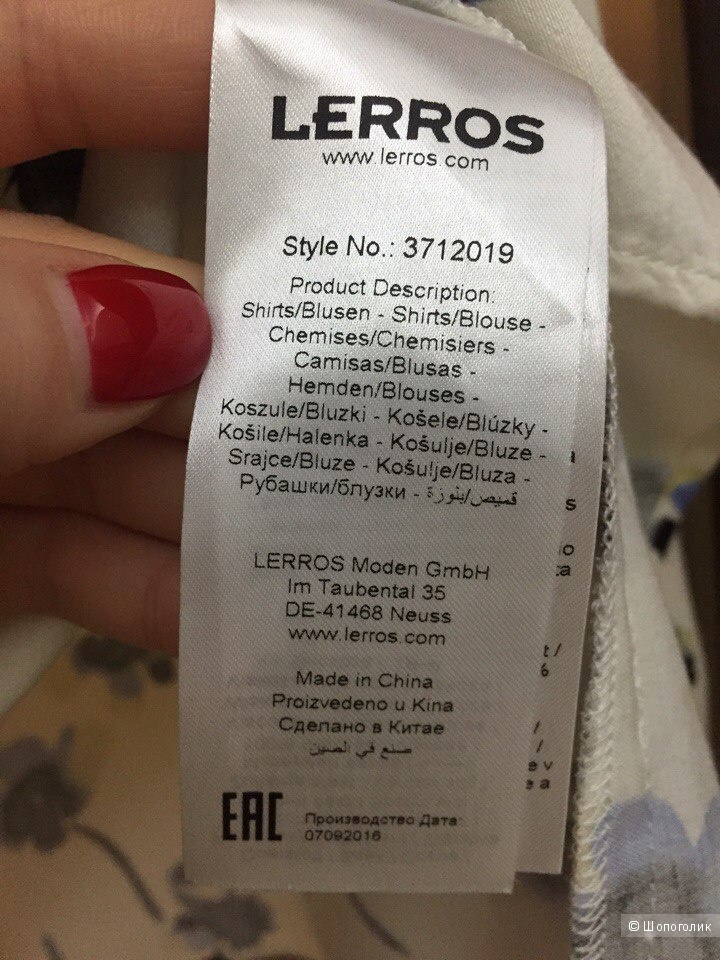 LERROS
www.lerros.com
Style No.: 3712019
Product Description:
Shirts/Blusen - Shirts/Blouse -
Chemises/Chemisiers -
Camisas/Blusas -
Hemden/Blouses -
Koszule/Bluzki - Košele/Blúzky -
Košile/Halenka - Košulje/Bluze -
Srajce/Bluze - Košulje/Bluza -
Рубашки/блузки - قميص/بلوزة
LERROS Moden GmbH
Im Taubental 35
DE-41468 Neuss
www.lerros.com
Made in China
Proizvedeno u Kina
Сделано в Китае
صنع في الصين
EAC
Производство Дата:
07092016
s
o
a
t/
6
/
/
e v
e a
© Шопоголик